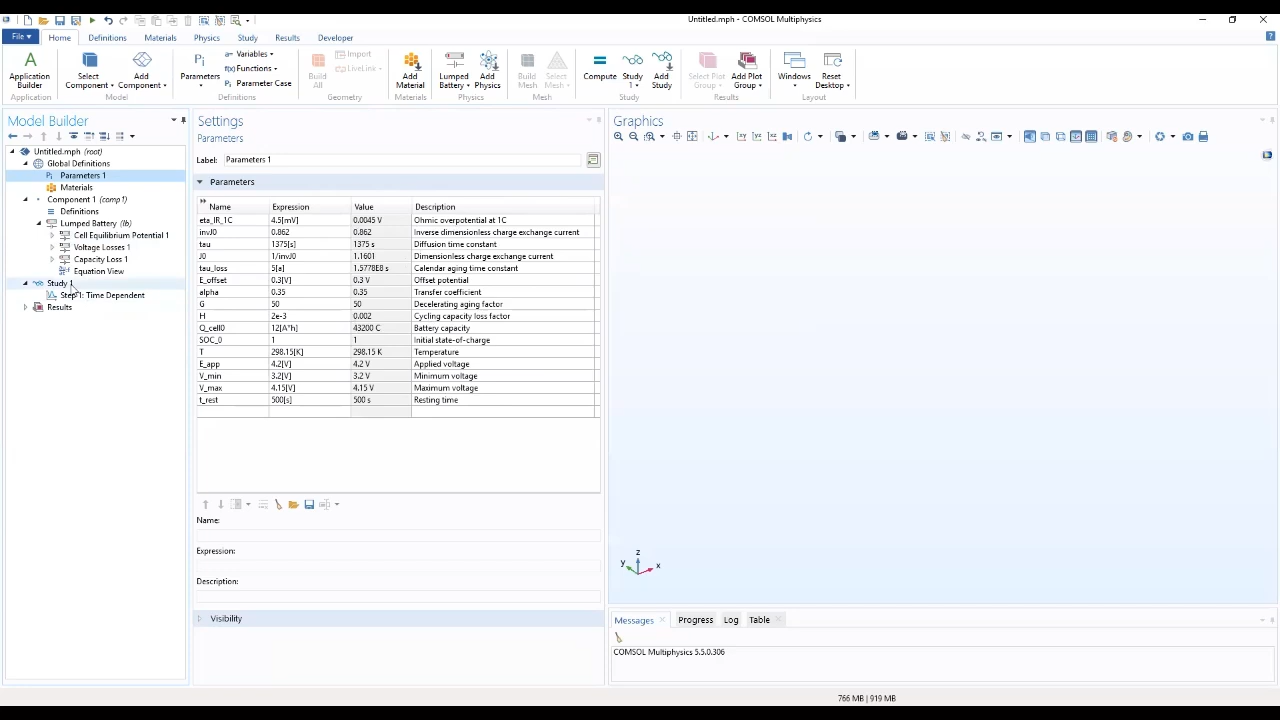 Untitled.mph - COMSOL Multiphysics
File
Home
Definitions
Materials
Physics
Study
Results
Developer
Application Builder
Select Component
Add Component
Parameters
a= Variables
f(x) Functions
Pi Parameter Case
Build All
Import
LiveLink
Add Material
Lumped Battery
Add Physics
Build Mesh
Select Mesh
Compute
Study 1
Add Study
Select Plot Group
Add Plot Group
Windows
Reset Desktop
Application
Model
Definitions
Geometry
Materials
Physics
Mesh
Study
Results
Layout
Model Builder
Untitled.mph (root)
Global Definitions
Pi Parameters 1
Materials
Component 1 (comp1)
Definitions
Lumped Battery (lb)
Cell Equilibrium Potential 1
Voltage Losses 1
Capacity Loss 1
Equation View
Study 1
Step 1: Time Dependent
Results
Settings
Parameters
Label: Parameters 1
Parameters
Name Expression Value Description
eta_IR_1C 4.5[mV] 0.0045 V Ohmic overpotential at 1C
invJ0 0.862 0.862 Inverse dimensionless charge exchange current
tau 1375[s] 1375 s Diffusion time constant
J0 1/invJ0 1.1601 Dimensionless charge exchange current
tau_loss 5[a] 1.5778E8 s Calendar aging time constant
E_offset 0.3[V] 0.3 V Offset potential
alpha 0.35 0.35 Transfer coefficient
G 50 50 Decelerating aging factor
H 2e-3 0.002 Cycling capacity loss factor
Q_cell0 12[A*h] 43200 C Battery capacity
SOC_0 1 1 Initial state-of-charge
T 298.15[K] 298.15 K Temperature
E_app 4.2[V] 4.2 V Applied voltage
V_min 3.2[V] 3.2 V Minimum voltage
V_max 4.15[V] 4.15 V Maximum voltage
t_rest 500[s] 500 s Resting time
Name:
Expression:
Description:
Visibility
Graphics
z
y x
Messages
Progress
Log
Table
COMSOL Multiphysics 5.5.0.306
766 MB | 919 MB